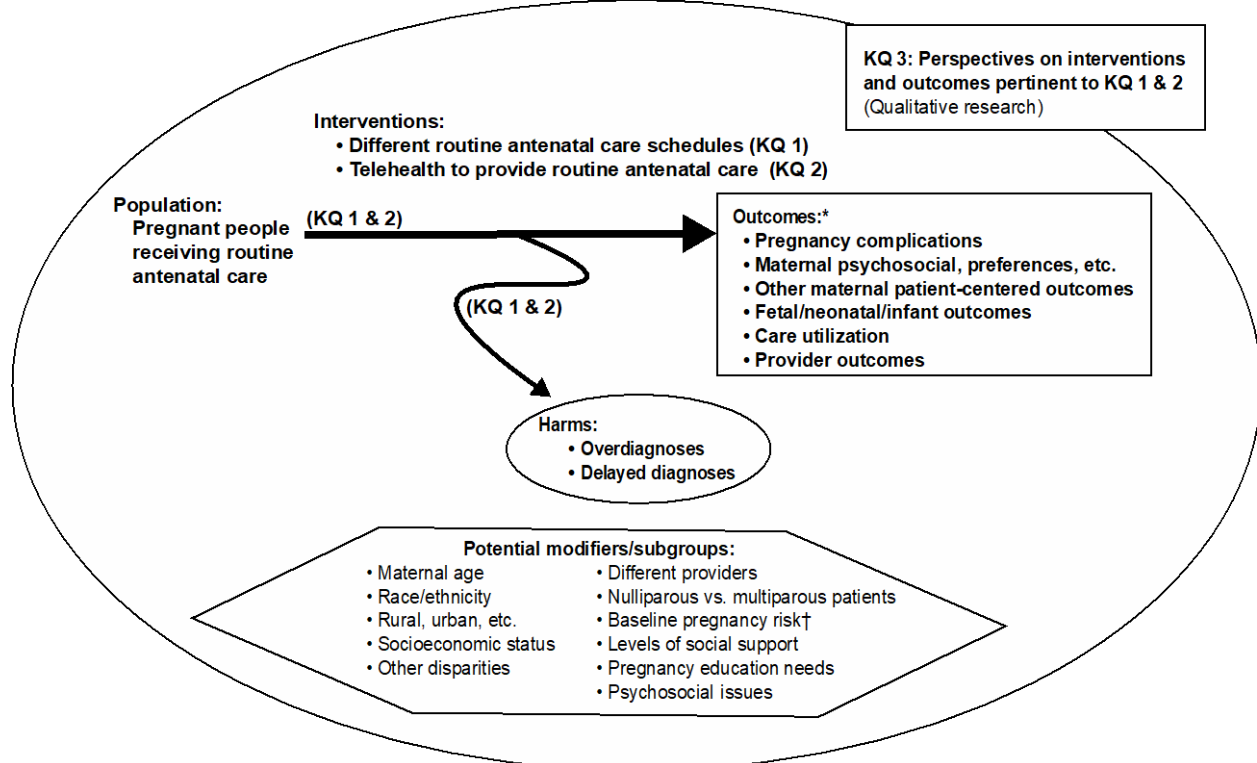 KQ 3: Perspectives on interventions
and outcomes pertinent to KQ 1 & 2
(Qualitative research)
Interventions:
• Different routine antenatal care schedules (KQ 1)
• Telehealth to provide routine antenatal care (KQ 2)
Population:
Pregnant people
receiving routine
antenatal care
(KQ 1 & 2)
Outcomes:*
• Pregnancy complications
• Maternal psychosocial, preferences, etc.
• Other maternal patient-centered outcomes
• Fetal/neonatal/infant outcomes
• Care utilization
• Provider outcomes
(KQ 1 & 2)
Harms:
• Overdiagnoses
• Delayed diagnoses
Potential modifiers/subgroups:
• Maternal age
• Race/ethnicity
• Rural, urban, etc.
• Socioeconomic status
• Other disparities
• Different providers
• Nulliparous vs. multiparous patients
• Baseline pregnancy risk†
• Levels of social support
• Pregnancy education needs
• Psychosocial issues